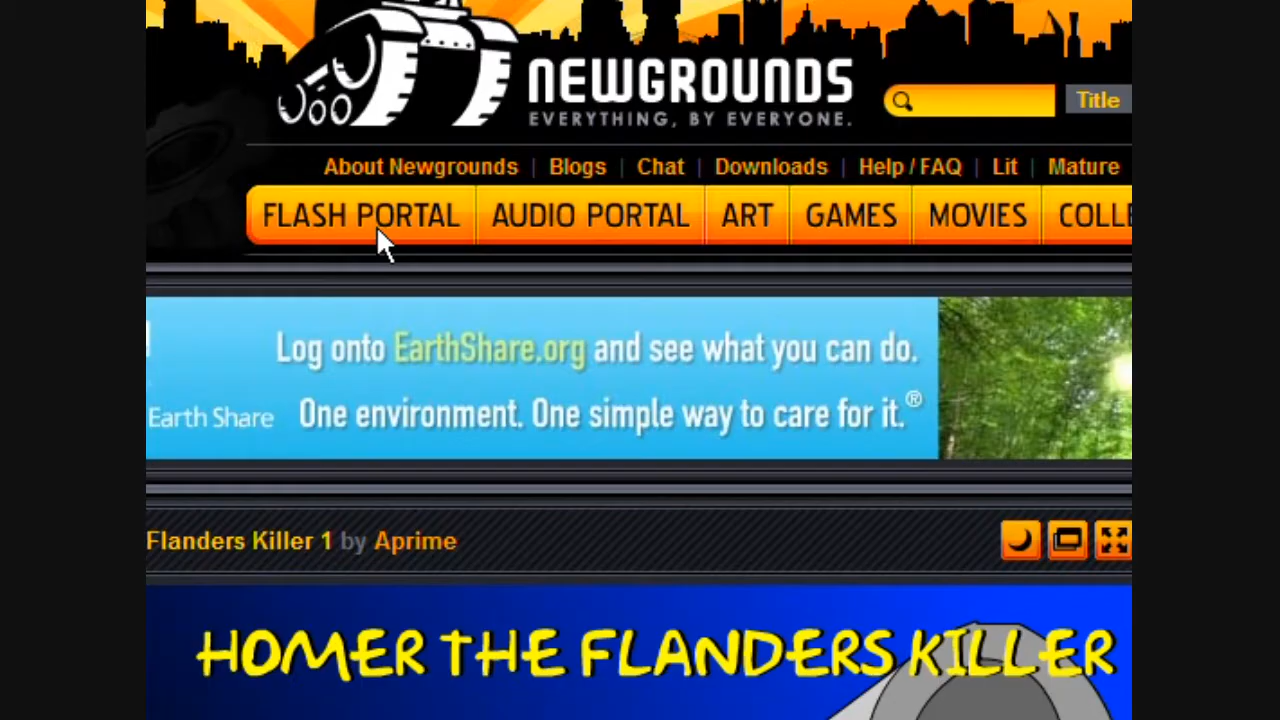 NEWGROUNDS
EVERYTHING, BY EVERYONE.
Title
About Newgrounds | Blogs | Chat | Downloads | Help / FAQ | Lit | Mature
FLASH PORTAL AUDIO PORTAL ART GAMES MOVIES COLLE
Log onto EarthShare.org and see what you can do.
Earth Share One environment. One simple way to care for it.®
Flanders Killer 1 by Aprime
HOMER THE FLANDERS KILLER